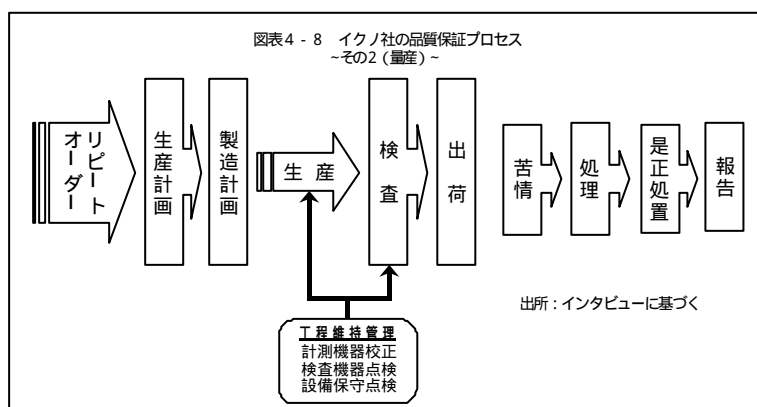 図表4-8 イクノ社の品質保証プロセス
~その2(量産)~
リピート
オーダー
生産計画
製造計画
生産
検査
出荷
苦情
処理
是正処置
報告
出所:インタビューに基づく
工程維持管理
計測機器校正
検査機器点検
設備保守点検